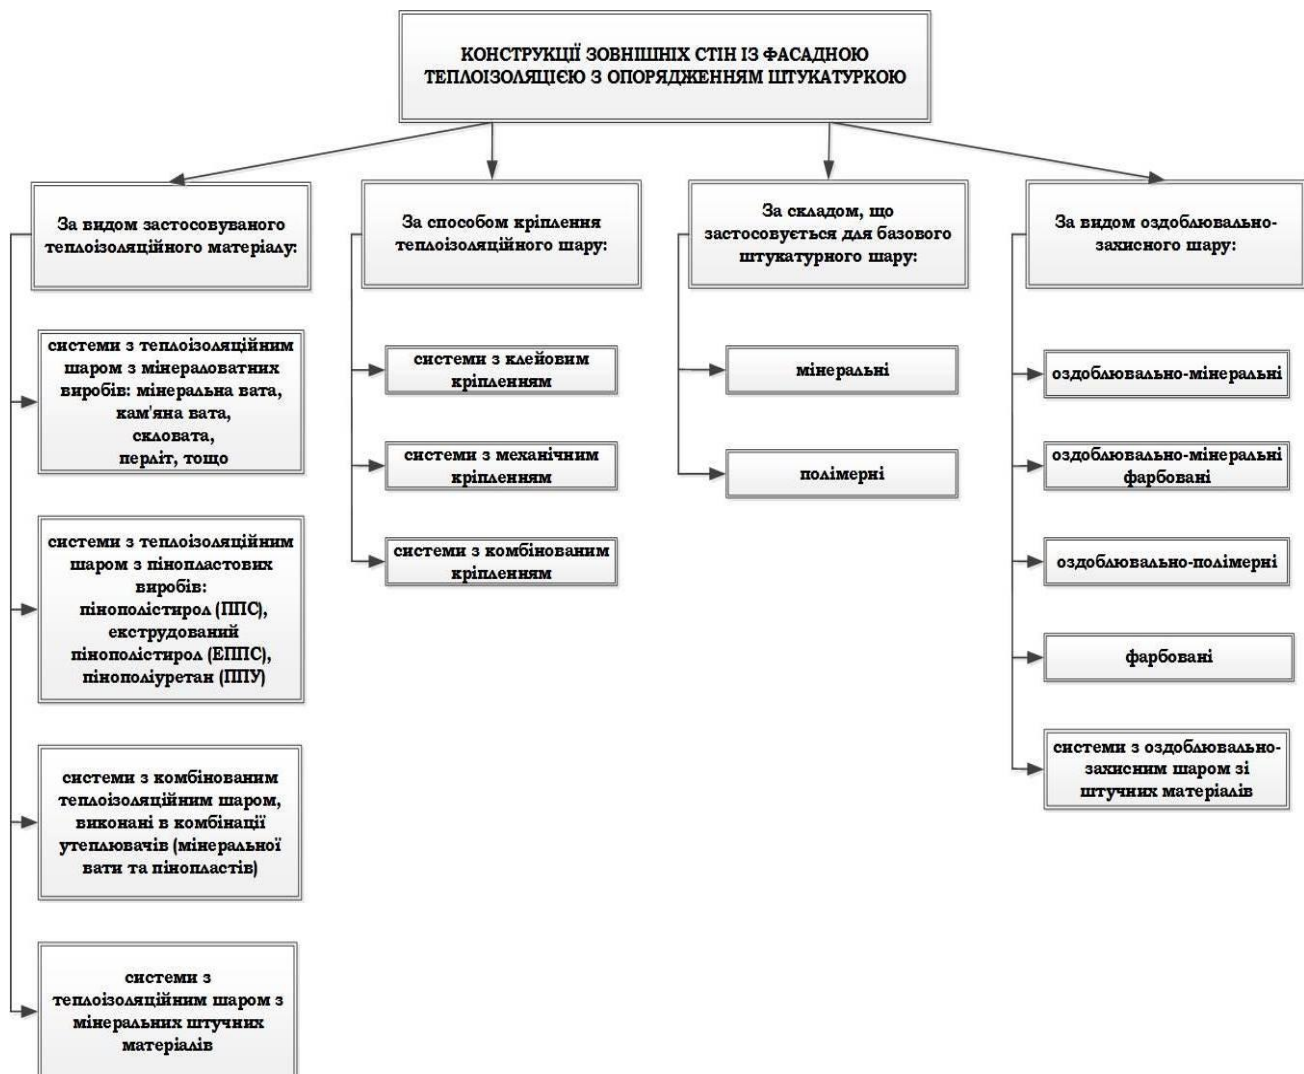 КОНСТРУКЦІЇ ЗОВНІШНІХ СТІН ІЗ ФАСАДНОЮ
ТЕПЛОІЗОЛЯЦІЄЮ З ОПОРЯДЖЕННЯМ ШТУКАТУРКОЮ
За видом застосовуваного
теплоізоляційного матеріалу:
системи з теплоізоляційним
шаром з мінераловатних
виробів: мінеральна вата,
кам'яна вата,
скловата,
перліт, тощо
системи з теплоізоляційним
шаром з пінопластових
виробів:
пінополістирол (ППС),
екструдований
пінополістирол (ЕППС),
пінополіуретан (ППУ)
системи з комбінованим
теплоізоляційним шаром,
виконані в комбінації
утеплювачів (мінеральної
вати та пінопластів)
системи з
теплоізоляційним шаром з
мінеральних штучних
матеріалів
За способом кріплення
теплоізоляційного шару:
системи з клейовим
кріпленням
системи з механічним
кріпленням
системи з комбінованим
кріпленням
За складом, що
застосовується для базового
штукатурного шару:
мінеральні
полімерні
За видом оздоблювально-
захисного шару:
оздоблювально-мінеральні
оздоблювально-мінеральні
фарбовані
оздоблювально-полімерні
фарбовані
системи з оздоблювально-
захисним шаром зі
штучних матеріалів